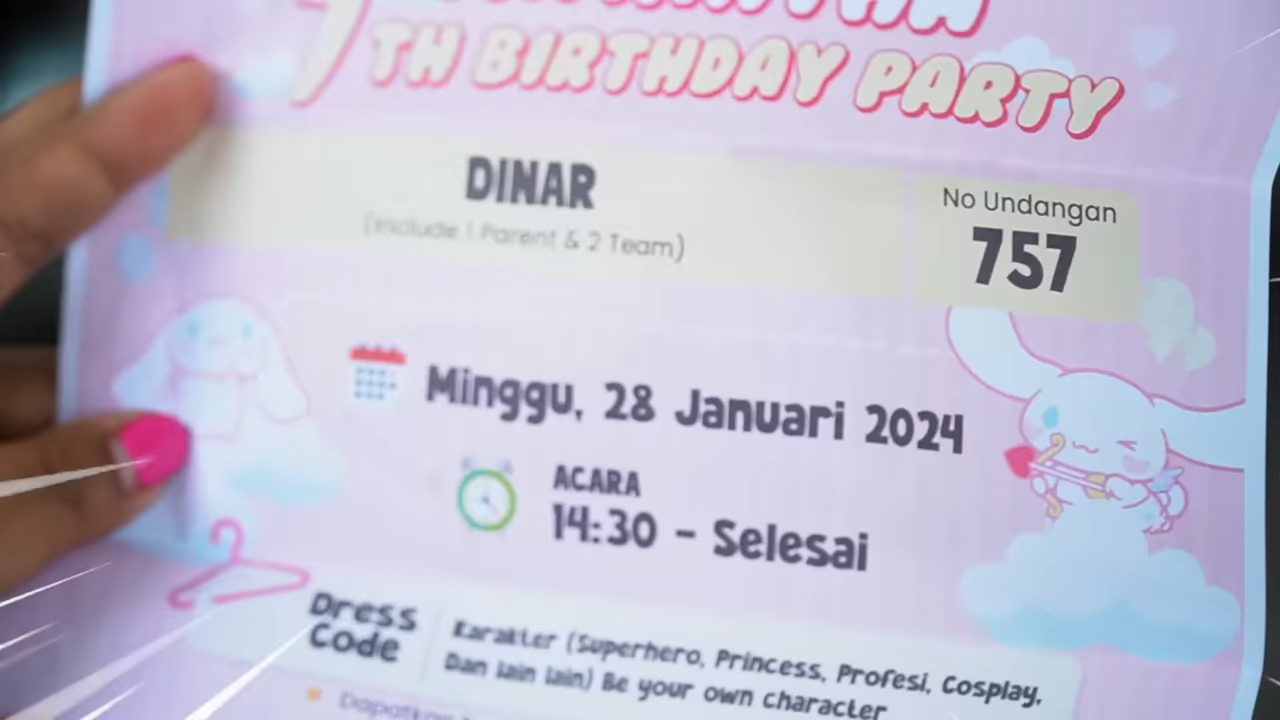 7TH BIRTHDAY PARTY
DINAR
(Include 1 Parent & 2 Team)
No Undangan
757
Minggu, 28 Januari 2024
ACARA
14:30 - Selesai
Dress
Code
Karakter (Superhero, Princess, Profesi, Cosplay,
Dan lain lain) Be your own character